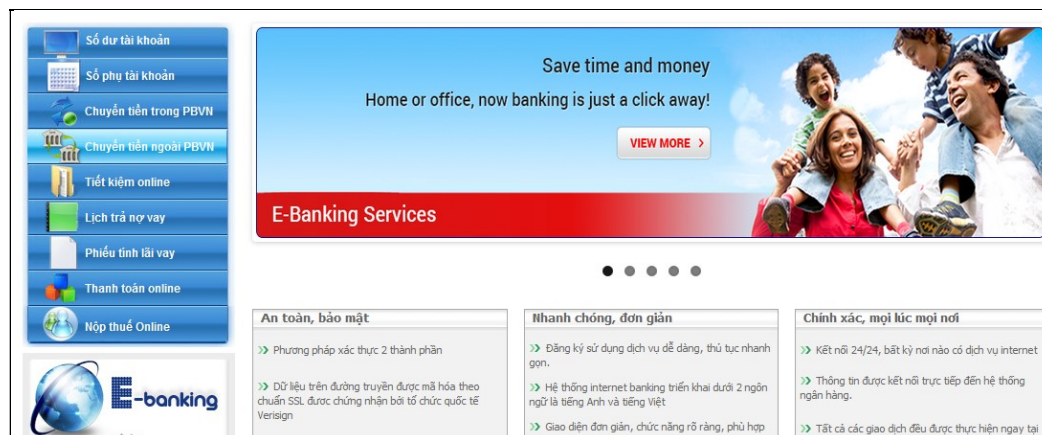 Số dư tài khoản
Số phụ tài khoản
Chuyển tiền trong PBVN
Chuyển tiền ngoài PBVN
Tiết kiệm online
Lịch trả nợ vay
Phiếu tình lãi vay
Thanh toán online
Nộp thuế Online
E-banking
Save time and money
Home or office, now banking is just a click away!
VIEW MORE >
E-Banking Services
An toàn, bảo mật
>> Phương pháp xác thực 2 thành phần
>> Dữ liệu trên đường truyền được mã hóa theo
chuẩn SSL được chứng nhận bởi tổ chức quốc tế
Verisign
Nhanh chóng, đơn giản
>> Đăng ký sử dụng dịch vụ dễ dàng, thủ tục nhanh
gọn.
>> Hệ thống internet banking triển khai dưới 2 ngôn
ngữ là tiếng Anh và tiếng Việt
>> Giao diện đơn giản, chức năng rõ ràng, phù hợp
Chính xác, mọi lúc mọi nơi
>> Kết nối 24/24, bất kỳ nơi nào có dịch vụ internet
>> Thông tin được kết nối trực tiếp đến hệ thống
ngân hàng.
>> Tất cả các giao dịch đều được thực hiện ngay tại